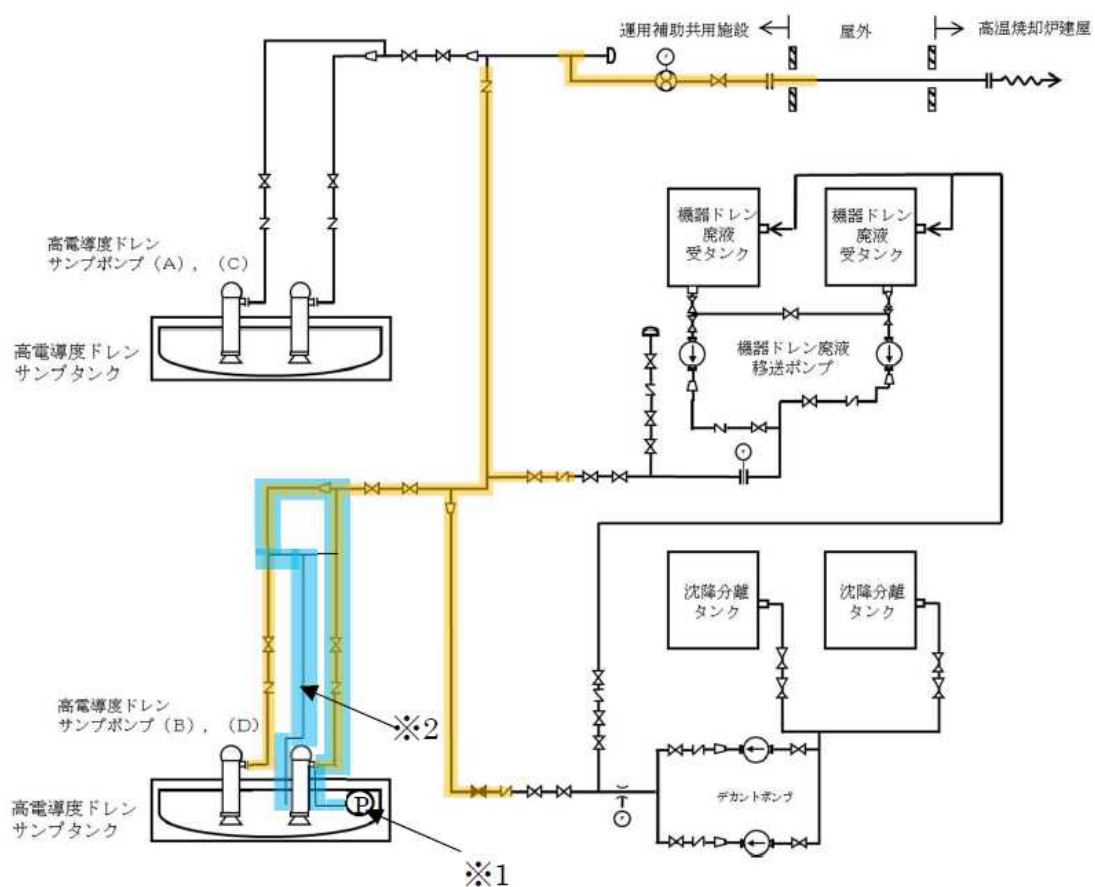 運用補助共用施設
屋外
高温焼却炉建屋
機器ドレン
廃液
受タンク
機器ドレン
廃液
受タンク
高電導度ドレン
サンプポンプ（A），（C）
高電導度ドレン
サンプタンク
機器ドレン廃液
移送ポンプ
沈降分離
タンク
沈降分離
タンク
高電導度ドレン
サンプポンプ（B），（D）
※2
デカントポンプ
高電導度ドレン
サンプタンク
P
※1